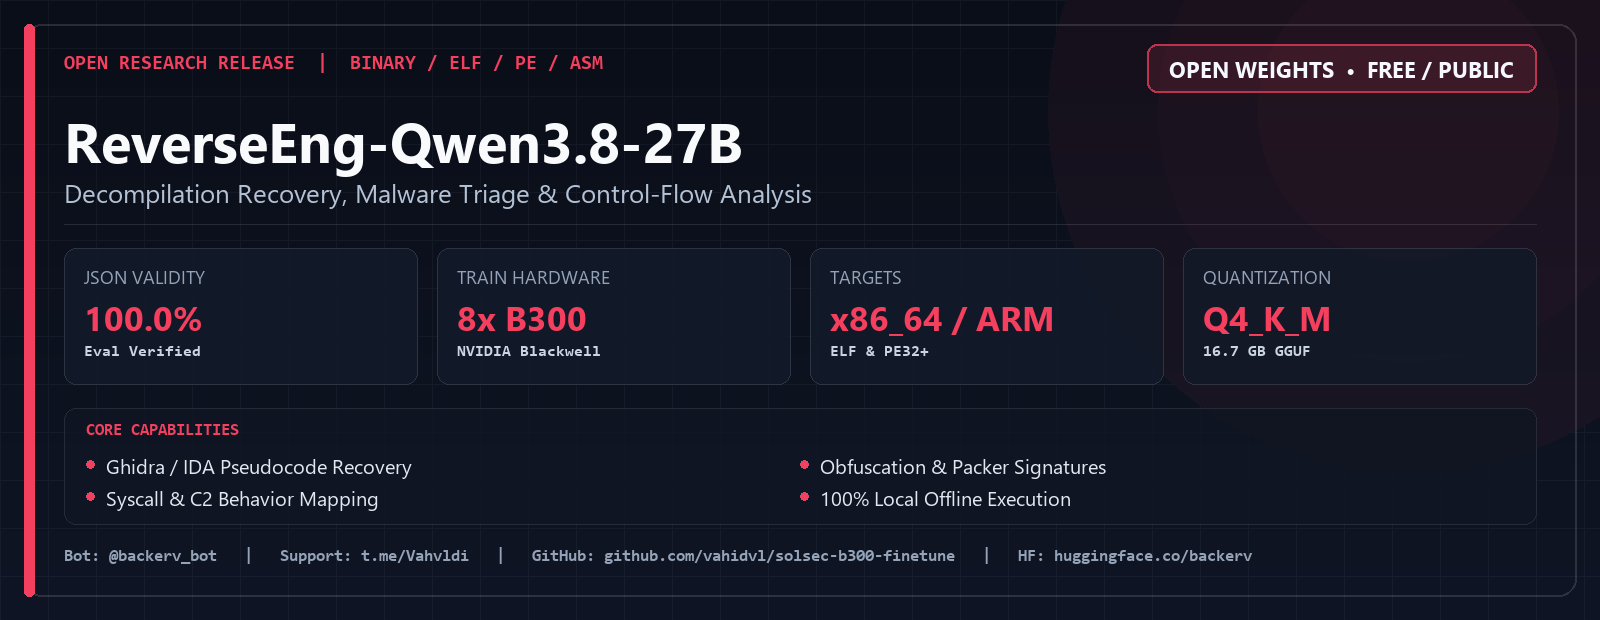 OPEN RESEARCH RELEASE | BINARY / ELF / PE / ASM
OPEN WEIGHTS • FREE / PUBLIC
ReverseEng-Qwen3.8-27B
Decompilation Recovery, Malware Triage & Control-Flow Analysis
JSON VALIDITY
100.0%
Eval Verified
TRAIN HARDWARE
8x B300
NVIDIA Blackwell
TARGETS
x86_64 / ARM
ELF & PE32+
QUANTIZATION
Q4_K_M
16.7 GB GGUF
CORE CAPABILITIES
• Ghidra / IDA Pseudocode Recovery
• Syscall & C2 Behavior Mapping
• Obfuscation & Packer Signatures
• 100% Local Offline Execution
Bot: @backerv_bot | Support: t.me/Vahvldi | GitHub: github.com/vahidvl/solsec-b300-finetune | HF: huggingface.co/backerv